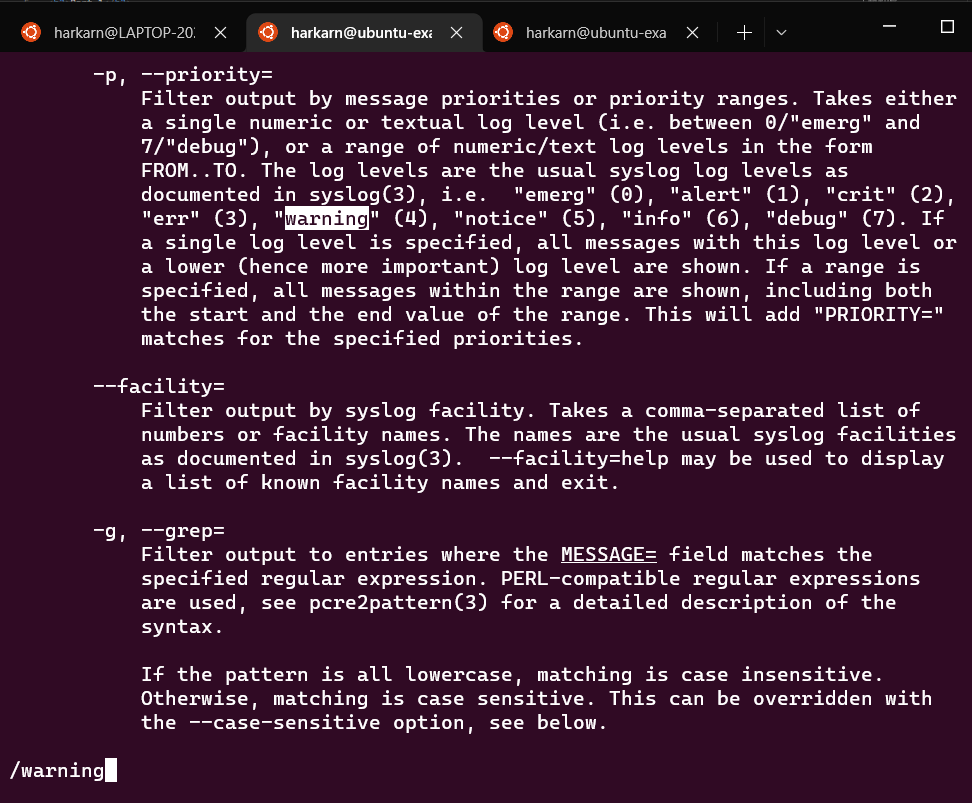 harkarn@LAPTOP-202
harkarn@ubuntu-exa
harkarn@ubuntu-exa
-p, --priority=
Filter output by message priorities or priority ranges. Takes either
a single numeric or textual log level (i.e. between 0/"emerg" and
7/"debug"), or a range of numeric/text log levels in the form
FROM..TO. The log levels are the usual syslog log levels as
documented in syslog(3), i.e.  "emerg" (0), "alert" (1), "crit" (2),
"err" (3), "warning" (4), "notice" (5), "info" (6), "debug" (7). If
a single log level is specified, all messages with this log level or
a lower (hence more important) log level are shown. If a range is
specified, all messages within the range are shown, including both
the start and the end value of the range. This will add "PRIORITY="
matches for the specified priorities.
--facility=
Filter output by syslog facility. Takes a comma-separated list of
numbers or facility names. The names are the usual syslog facilities
as documented in syslog(3).  --facility=help may be used to display
a list of known facility names and exit.
-g, --grep=
Filter output to entries where the MESSAGE= field matches the
specified regular expression. PERL-compatible regular expressions
are used, see pcre2pattern(3) for a detailed description of the
syntax.
If the pattern is all lowercase, matching is case insensitive.
Otherwise, matching is case sensitive. This can be overridden with
the --case-sensitive option, see below.
/warning